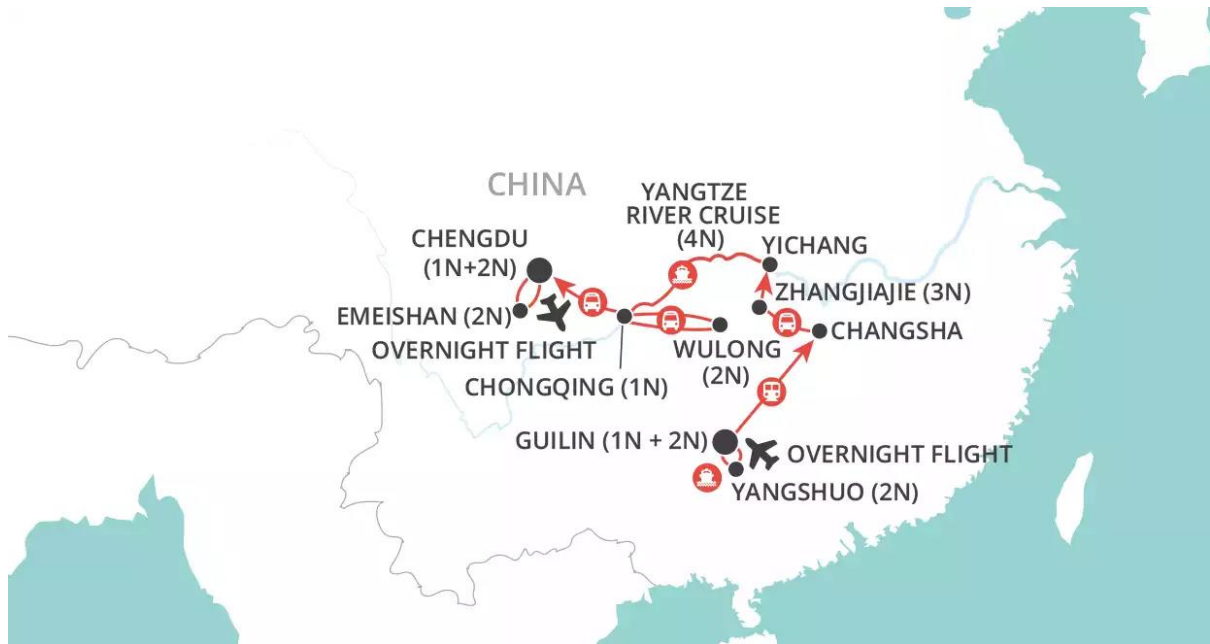 CHINA
YANGTZE
RIVER CRUISE
(4N)
YICHANG
CHENGDU
(1N+2N)
ZHANGJIAJIE (3N)
EMEISHAN (2N)
CHANGSHA
OVERNIGHT FLIGHT
WULONG
(2N)
CHONGQING (1N)
GUILIN (1N + 2N)
OVERNIGHT FLIGHT
YANGSHUO (2N)